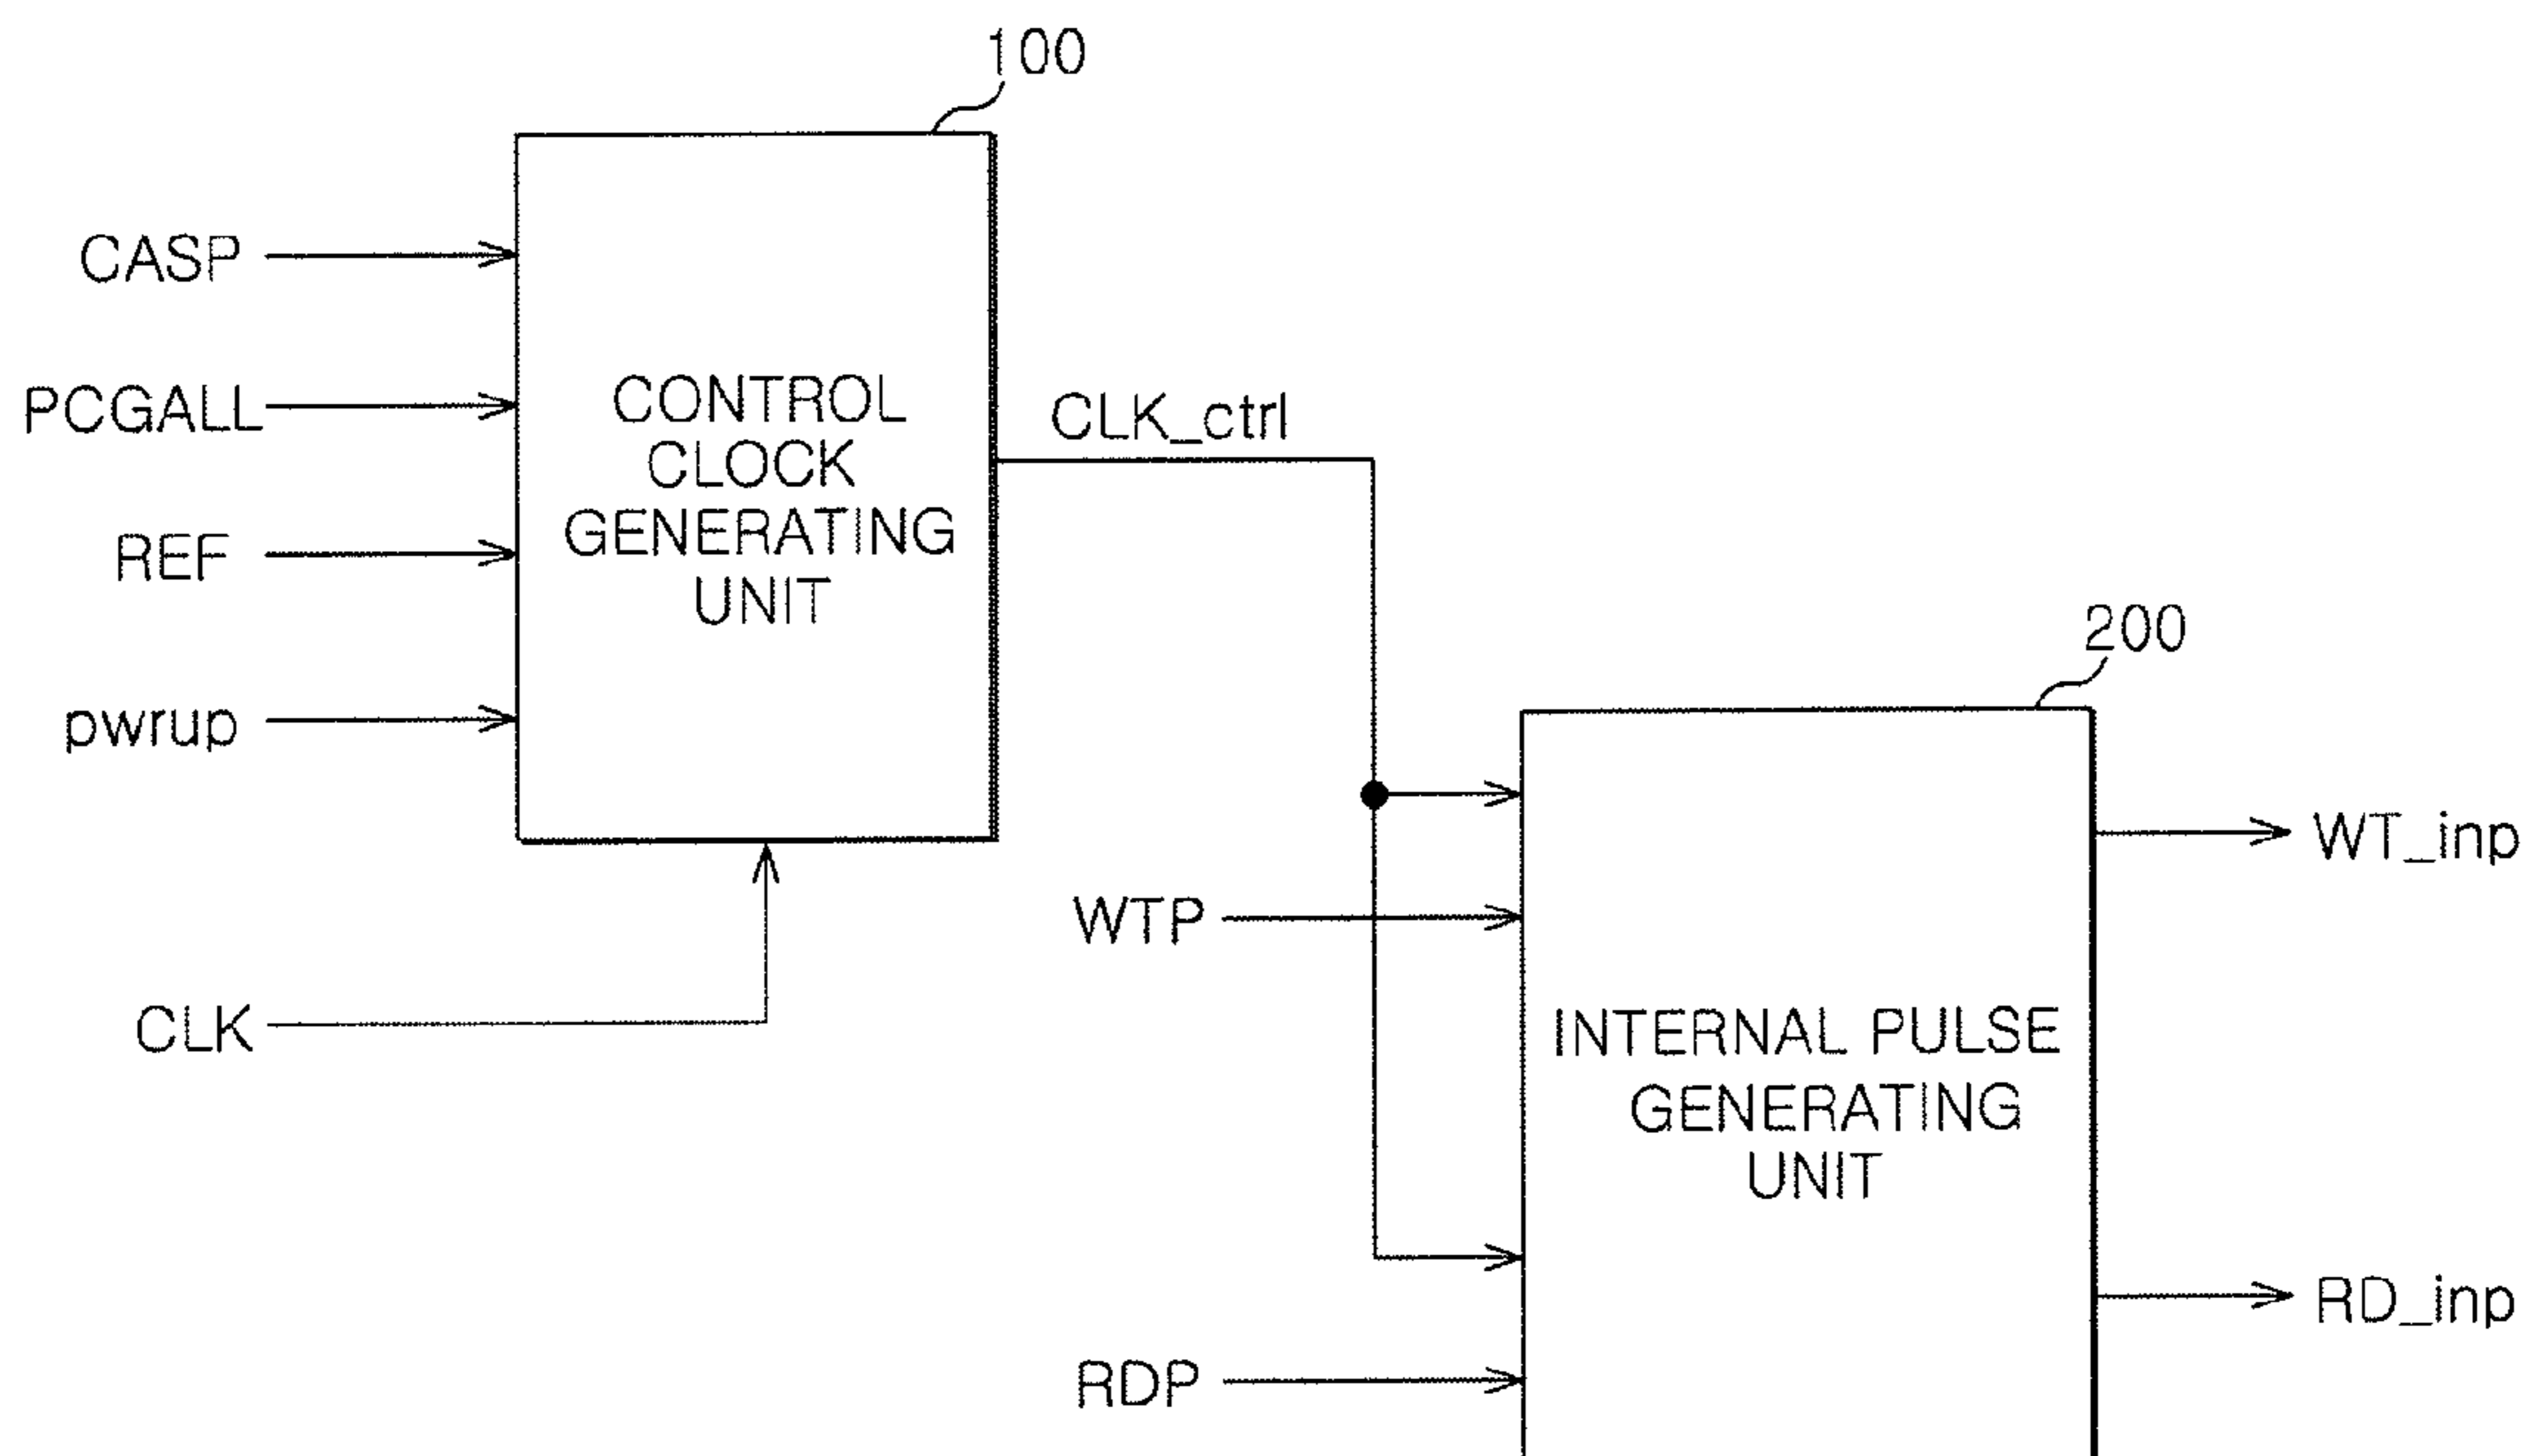 100
CASP
PCGALL
REF
pwrup
CONTROL
CLOCK
GENERATING
UNIT
CLK_ctrl
CLK
200
WTP
RDP
INTERNAL PULSE
GENERATING
UNIT
WT_inp
RD_inp